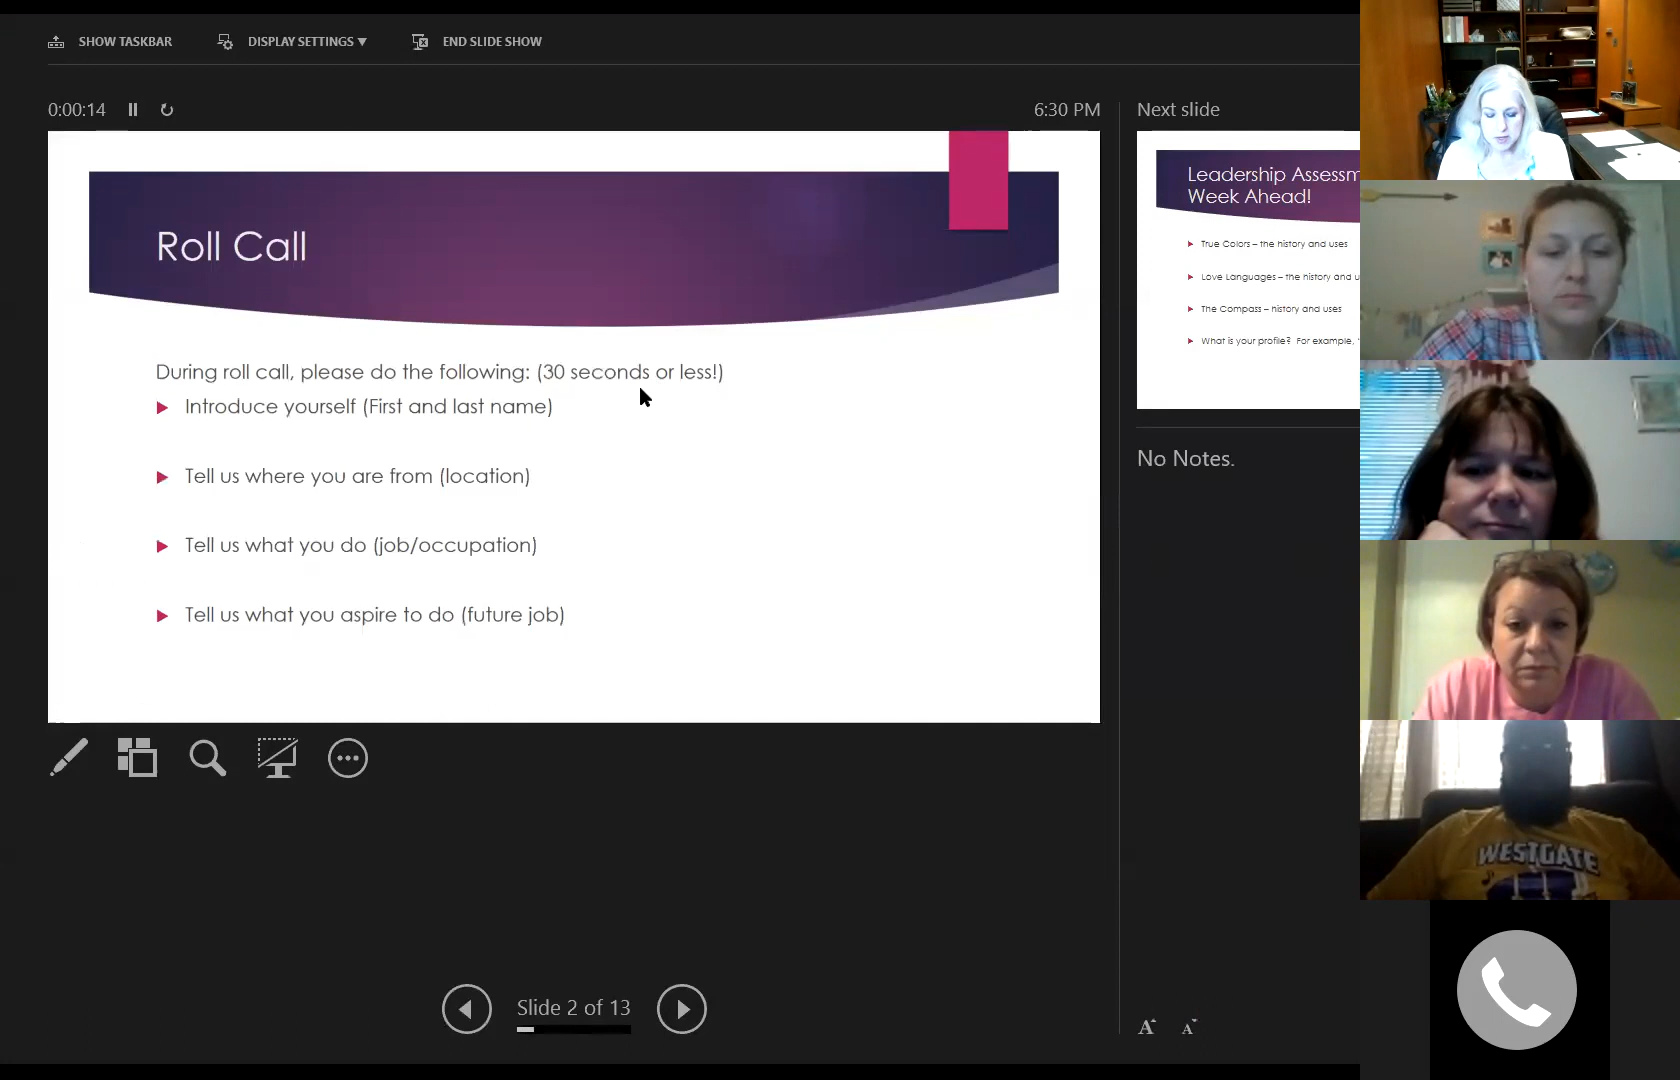 SHOW TASKBAR
DISPLAY SETTINGS ▼
END SLIDE SHOW
0:00:14
6:30 PM
Roll Call
During roll call, please do the following: (30 seconds or less!)
Introduce yourself (First and last name)
Tell us where you are from (location)
Tell us what you do (job/occupation)
Tell us what you aspire to do (future job)
Slide 2 of 13
Next slide
Leadership Assessm
Week Ahead!
True Colors – the history and uses
Love Languages – the history and u
The Compass – history and uses
What is your profile? For example, "
No Notes.
A A
WESTGATE